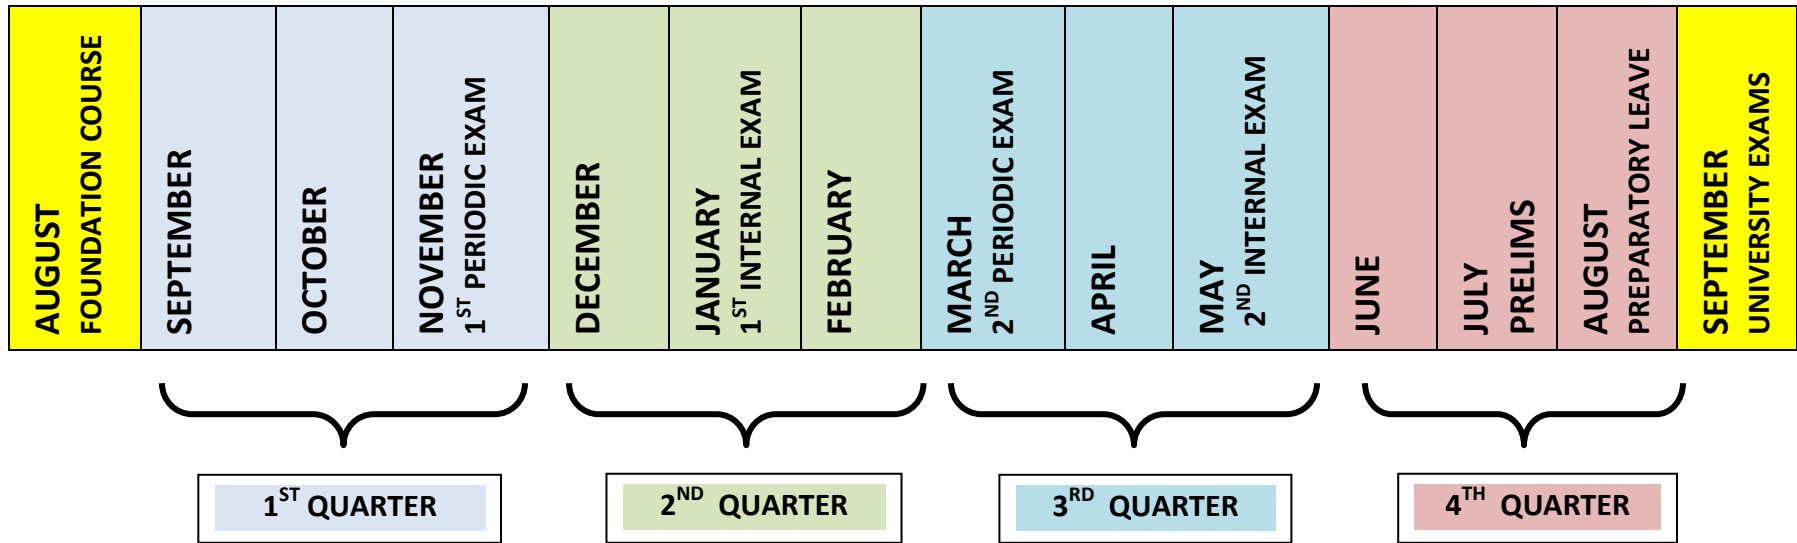 AUGUST
FOUNDATION COURSE
SEPTEMBER
OCTOBER
NOVEMBER
1ST PERIODIC EXAM
DECEMBER
JANUARY
1ST INTERNAL EXAM
FEBRUARY
MARCH
2ND PERIODIC EXAM
APRIL
MAY
2ND INTERNAL EXAM
JUNE
JULY
PRELIMS
AUGUST
PREPARATORY LEAVE
SEPTEMBER
UNIVERSITY EXAMS
1ST QUARTER
2ND QUARTER
3RD QUARTER
4TH QUARTER